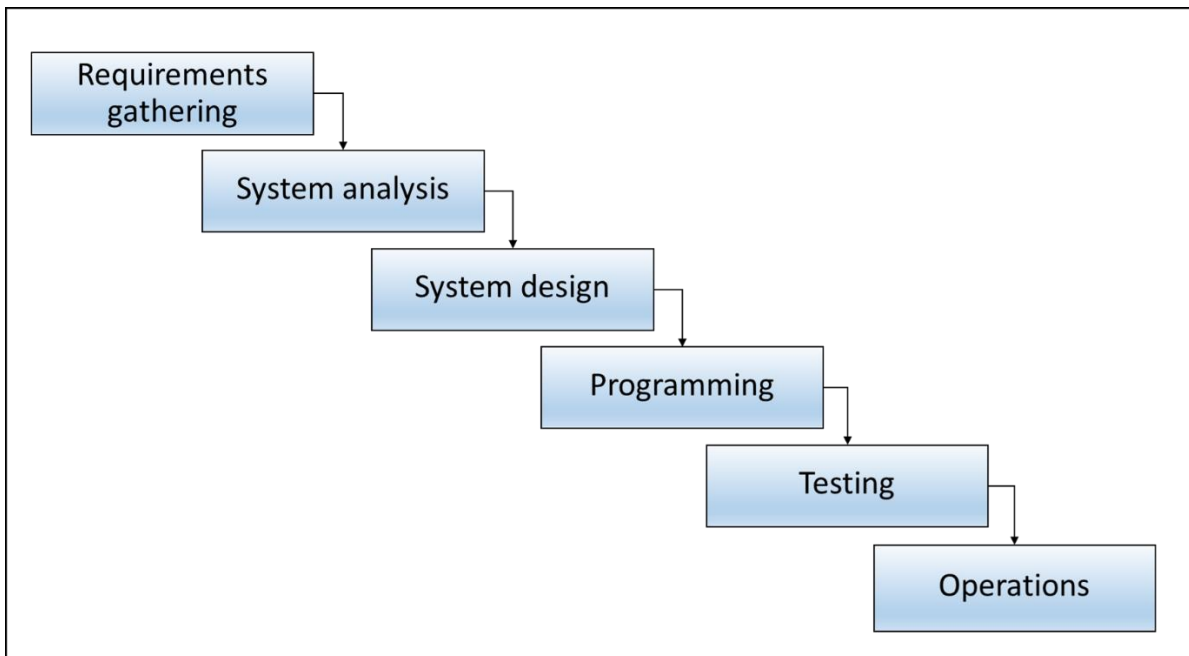 Requirements
gathering
System analysis
System design
Programming
Testing
Operations